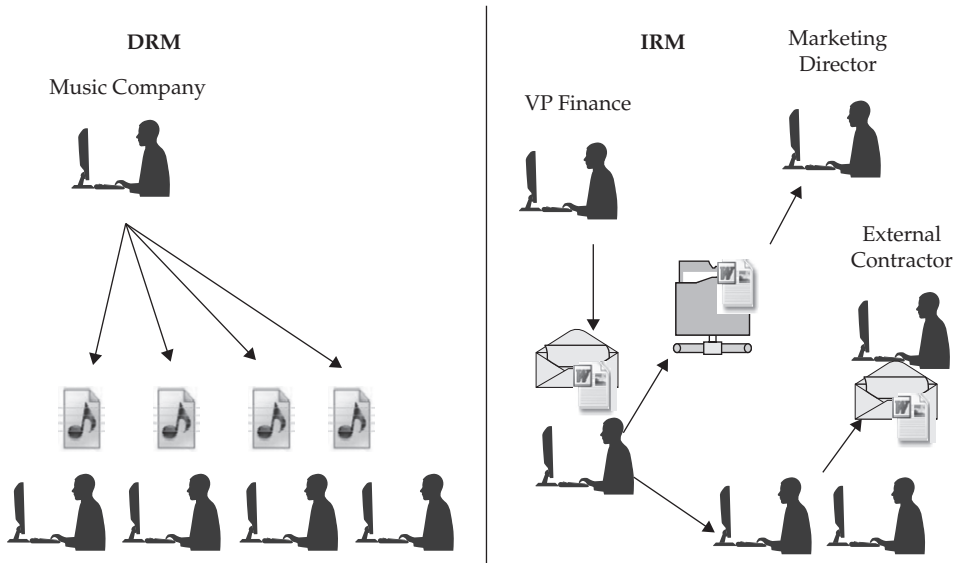 DRM
Music Company
IRM
VP Finance
Marketing
Director
External
Contractor
W
W
W